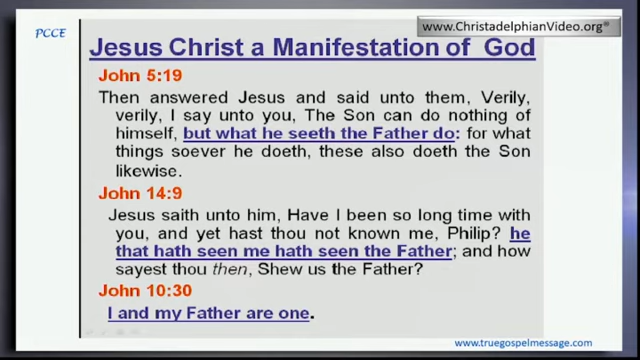 PCCE
www.ChristadelphianVideo.org®
Jesus Christ a Manifestation of God
John 5:19
Then answered Jesus and said unto them, Verily,
verily, I say unto you, The Son can do nothing of
himself, but what he seeth the Father do: for what
things soever he doeth, these also doeth the Son
likewise.
John 14:9
Jesus saith unto him, Have I been so long time with
you, and yet hast thou not known me, Philip? he
that hath seen me hath seen the Father; and how
sayest thou then, Shew us the Father?
John 10:30
I and my Father are one.
www.truegospelmessage.com